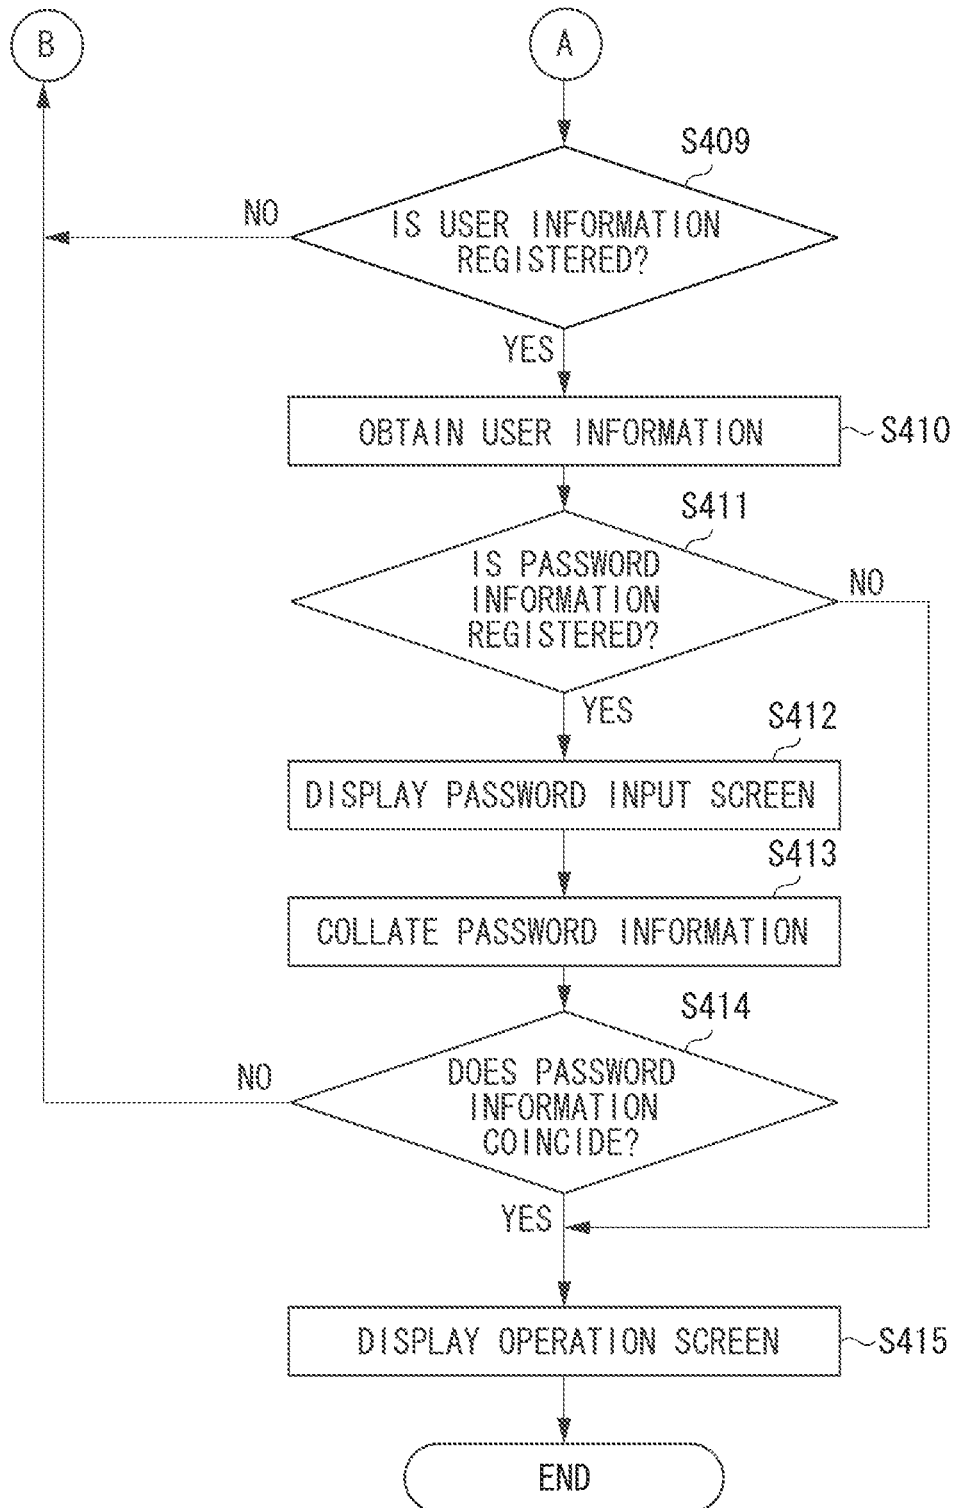 B
A
S409
NO
IS USER INFORMATION
REGISTERED?
YES
OBTAIN USER INFORMATION
S410
S411
IS PASSWORD
INFORMATION
REGISTERED?
NO
YES
S412
DISPLAY PASSWORD INPUT SCREEN
S413
COLLATE PASSWORD INFORMATION
S414
NO
DOES PASSWORD
INFORMATION
COINCIDE?
YES
DISPLAY OPERATION SCREEN
S415
END